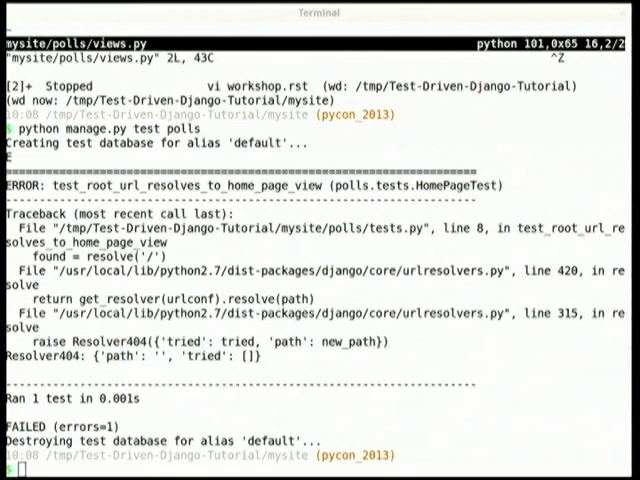 Terminal
mysite/polls/views.py python 101,0x65 16,2/2
"mysite/polls/views.py" 2L, 43C ^Z
[2]+ Stopped vi workshop.rst (wd: /tmp/Test-Driven-Django-Tutorial)
(wd now: /tmp/Test-Driven-Django-Tutorial/mysite)
10:08 /tmp/Test-Driven-Django-Tutorial/mysite (pycon_2013)
$ python manage.py test polls
Creating test database for alias 'default'...
E
======================================================================
ERROR: test_root_url_resolves_to_home_page_view (polls.tests.HomePageTest)
----------------------------------------------------------------------
Traceback (most recent call last):
File "/tmp/Test-Driven-Django-Tutorial/mysite/polls/tests.py", line 8, in test_root_url_re
solves_to_home_page_view
found = resolve('/')
File "/usr/local/lib/python2.7/dist-packages/django/core/urlresolvers.py", line 420, in re
solve
return get_resolver(urlconf).resolve(path)
File "/usr/local/lib/python2.7/dist-packages/django/core/urlresolvers.py", line 315, in re
solve
raise Resolver404({'tried': tried, 'path': new_path})
Resolver404: {'path': '', 'tried': []}
----------------------------------------------------------------------
Ran 1 test in 0.001s
FAILED (errors=1)
Destroying test database for alias 'default'...
10:08 /tmp/Test-Driven-Django-Tutorial/mysite (pycon_2013)
$